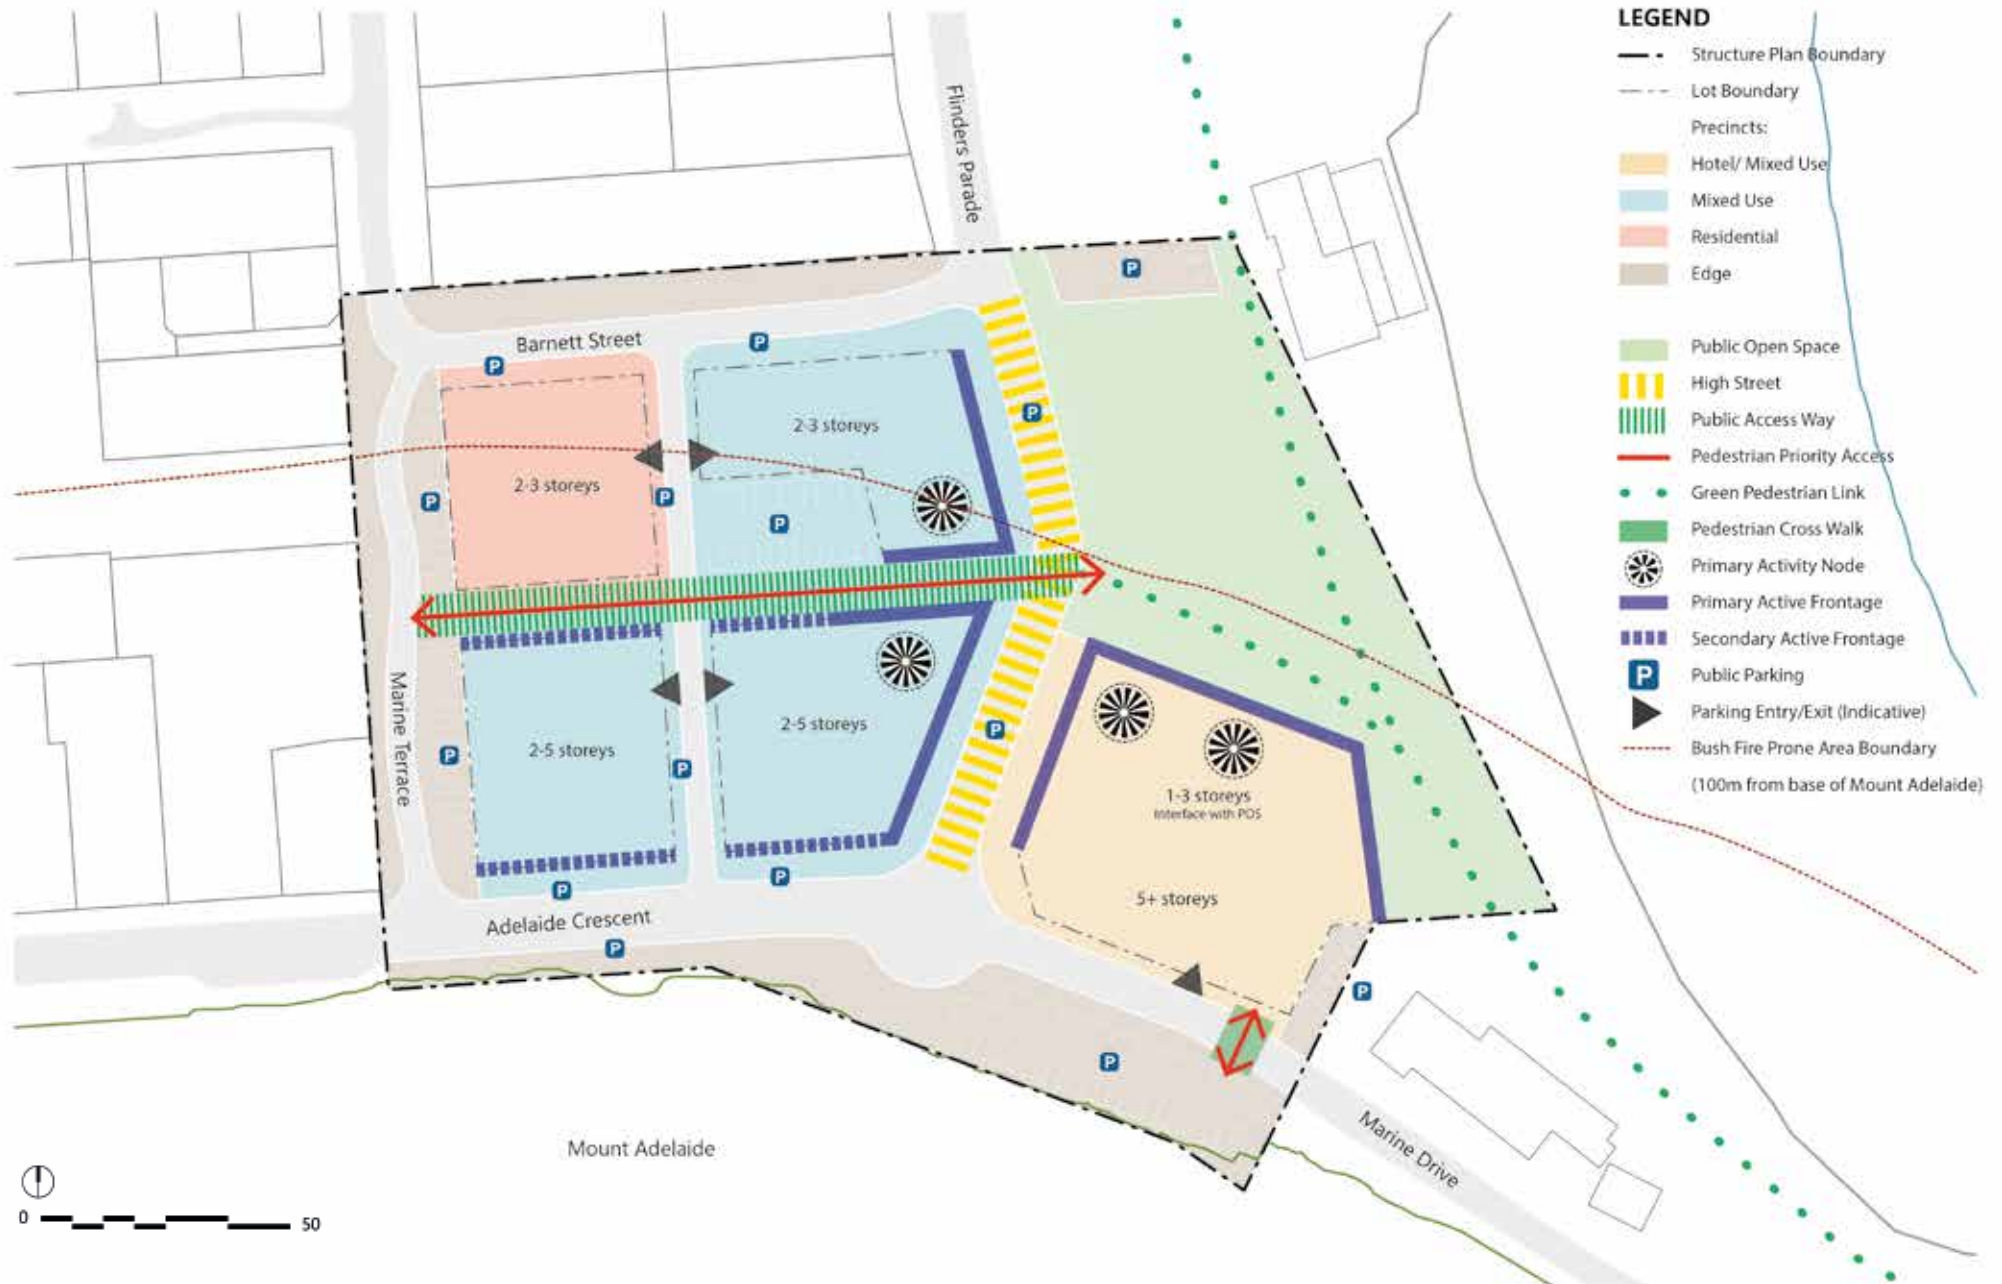 LEGEND
Structure Plan Boundary
Lot Boundary
Precincts:
Hotel/ Mixed Use
Mixed Use
Residential
Edge
Public Open Space
High Street
Public Access Way
Pedestrian Priority Access
Green Pedestrian Link
Pedestrian Cross Walk
Primary Activity Node
Primary Active Frontage
Secondary Active Frontage
P
Public Parking
Parking Entry/Exit (Indicative)
Bush Fire Prone Area Boundary
(100m from base of Mount Adelaide)
Flinders Parade
P
Barnett Street
P
P
P
2-3 storeys
2-3 storeys
P
P
P
Marine Terrace
2-5 storeys
2-5 storeys
P
P
P
1-3 storeys
Interface with POS
5+ storeys
P
P
Adelaide Crescent
P
P
P
Marine Drive
Mount Adelaide
0
50